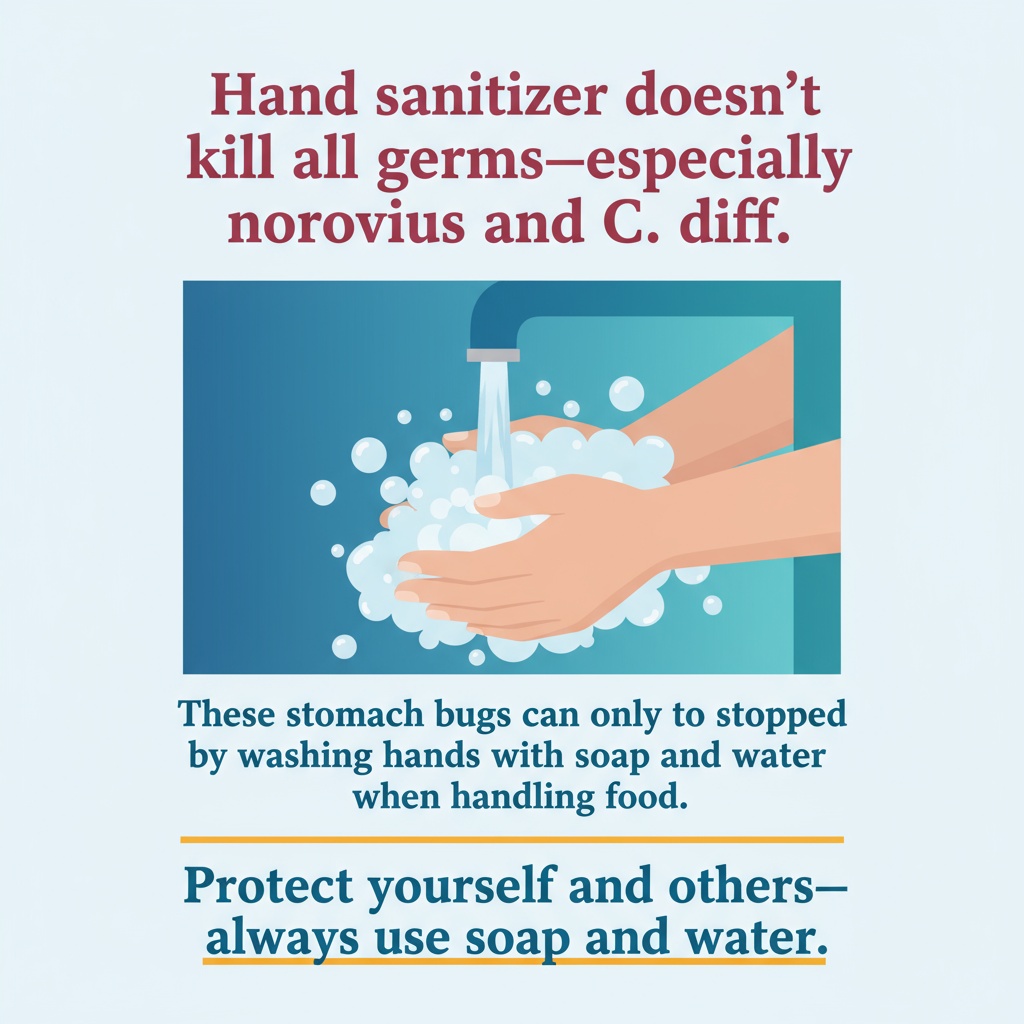 Hand sanitizer doesn’t
kill all germs—especially
norovius and C. diff.
These stomach bugs can only to stopped
by washing hands with soap and water
when handling food.
Protect yourself and others—
always use soap and water.